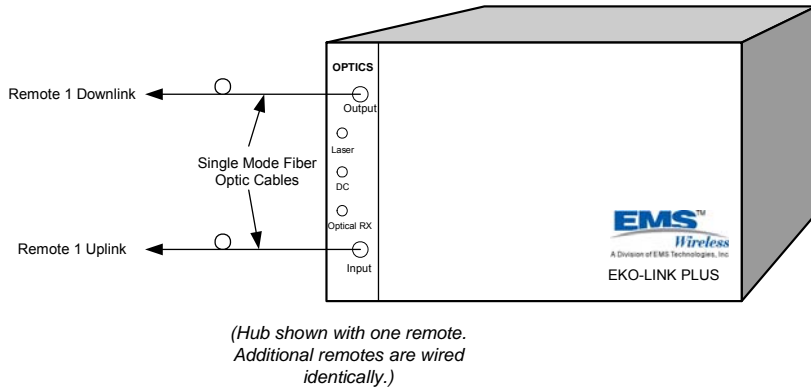 OPTICS
Remote 1 Downlink
Output
Laser
Single Mode Fiber
Optic Cables
DC
Optical RX
Remote 1 Uplink
Input
EMS™
Wireless
A Division of EMS Technologies, Inc
EKO-LINK PLUS
(Hub shown with one remote.
Additional remotes are wired
identically.)